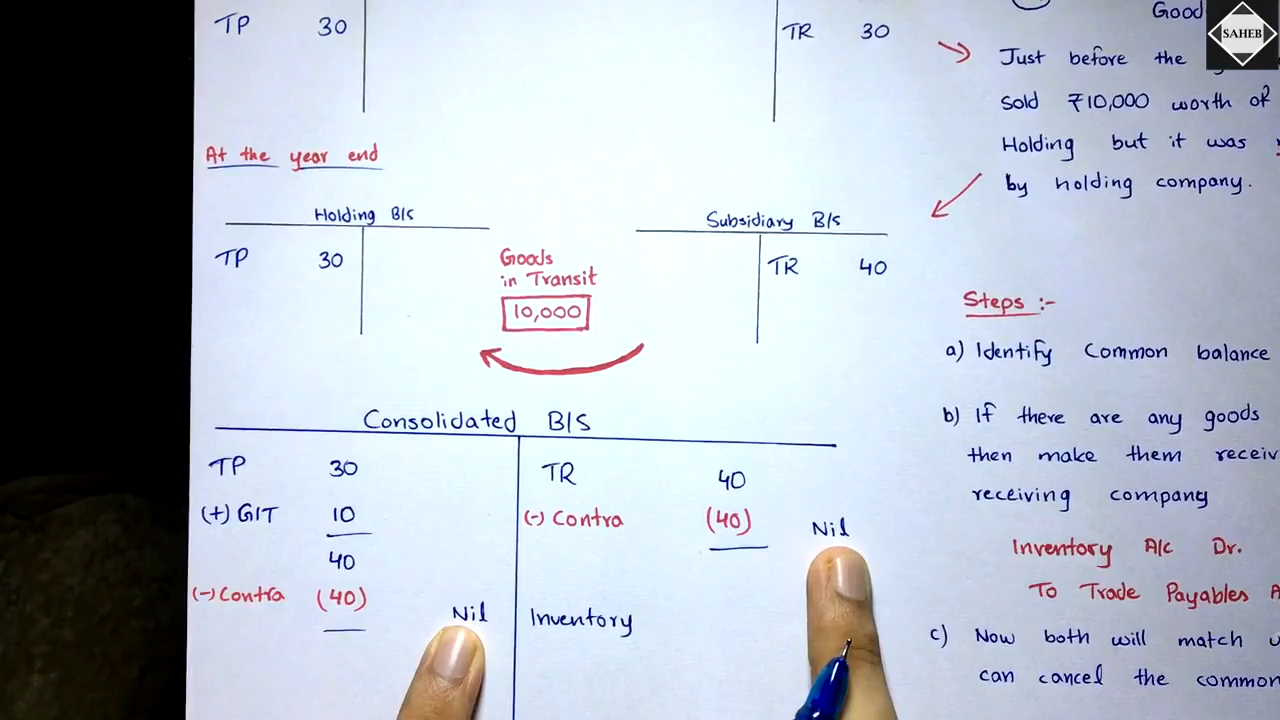 TP 30
TR 30
At the year end
Holding B/S
TP 30
Goods
in Transit
10,000
Subsidiary B/S
TR 40
Consolidated B/S
TP 30
(+) GIT 10
40
(-) Contra (40)
Nil
TR 40
(-) Contra (40)
Nil
Inventory
Good
SAHEB
Just before the
sold ₹10,000 worth of
Holding but it was
by holding company.
Steps :-
a) Identify Common balance
b) If there are any goods
then make them receiv
receiving company
Inventory A/c Dr.
To Trade Payables A
c) Now both will match
can cancel the common